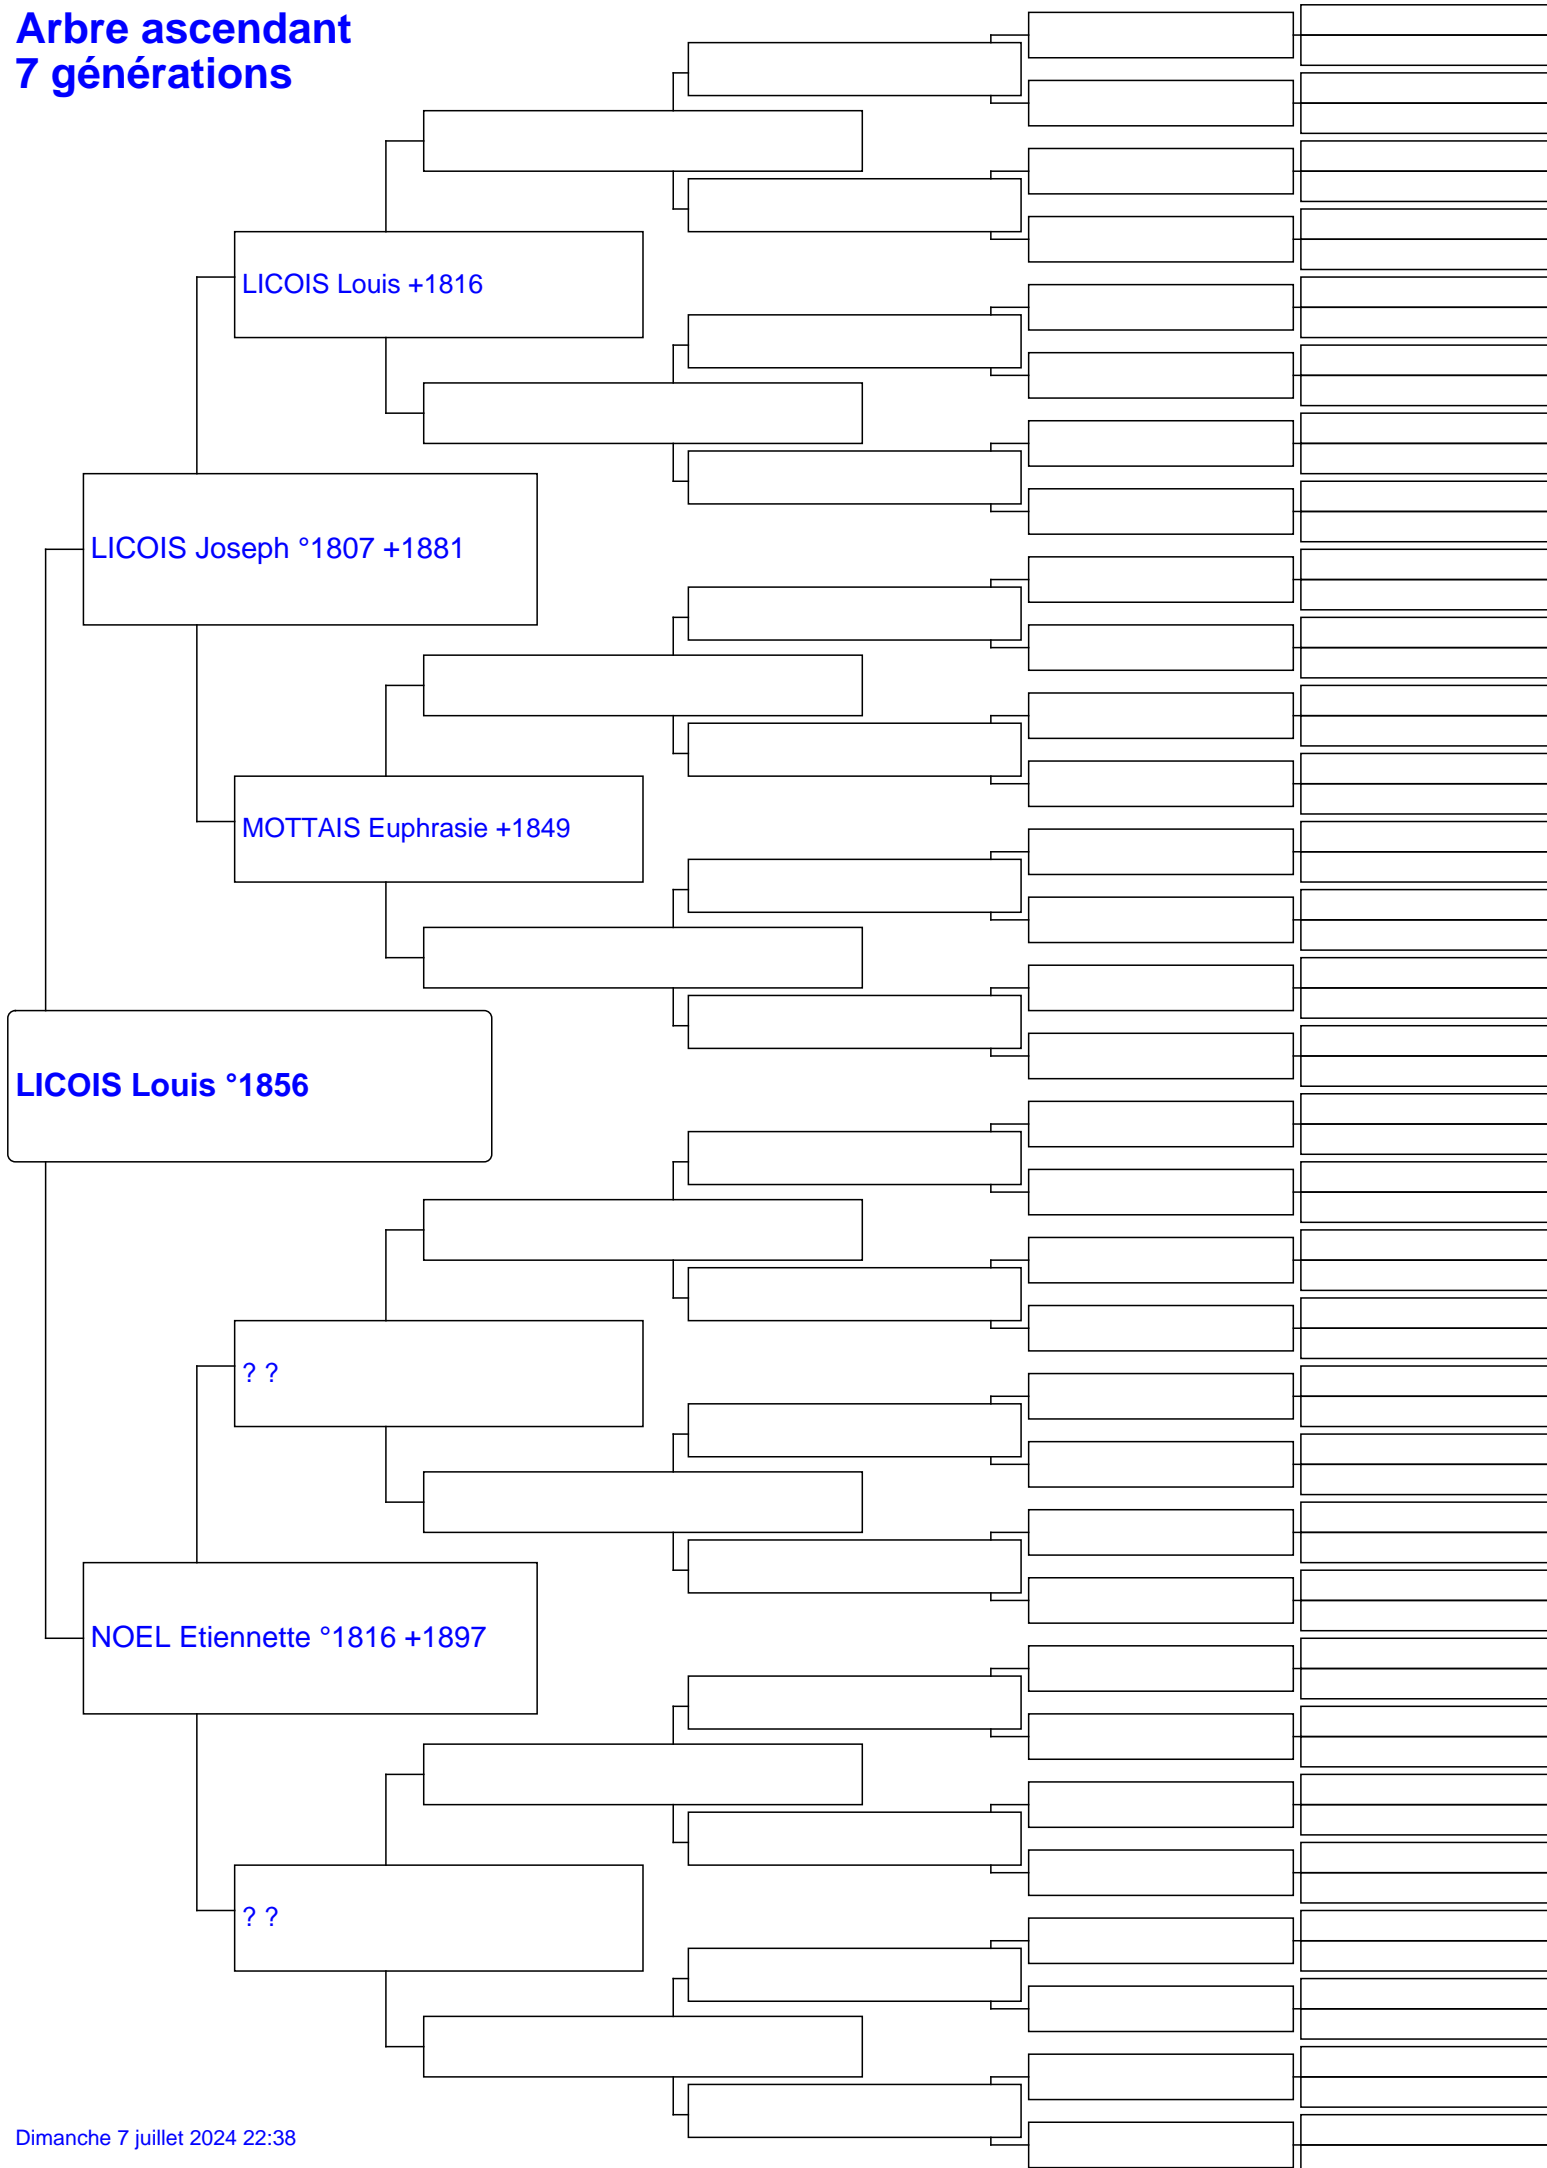 Arbre ascendant
7 générations
LICOIS Louis +1816
LICOIS Joseph °1807 +1881
MOTTAIS Euphrasie +1849
LICOIS Louis °1856
? ?
NOEL Etiennette °1816 +1897
? ?
Dimanche 7 juillet 2024 22:38